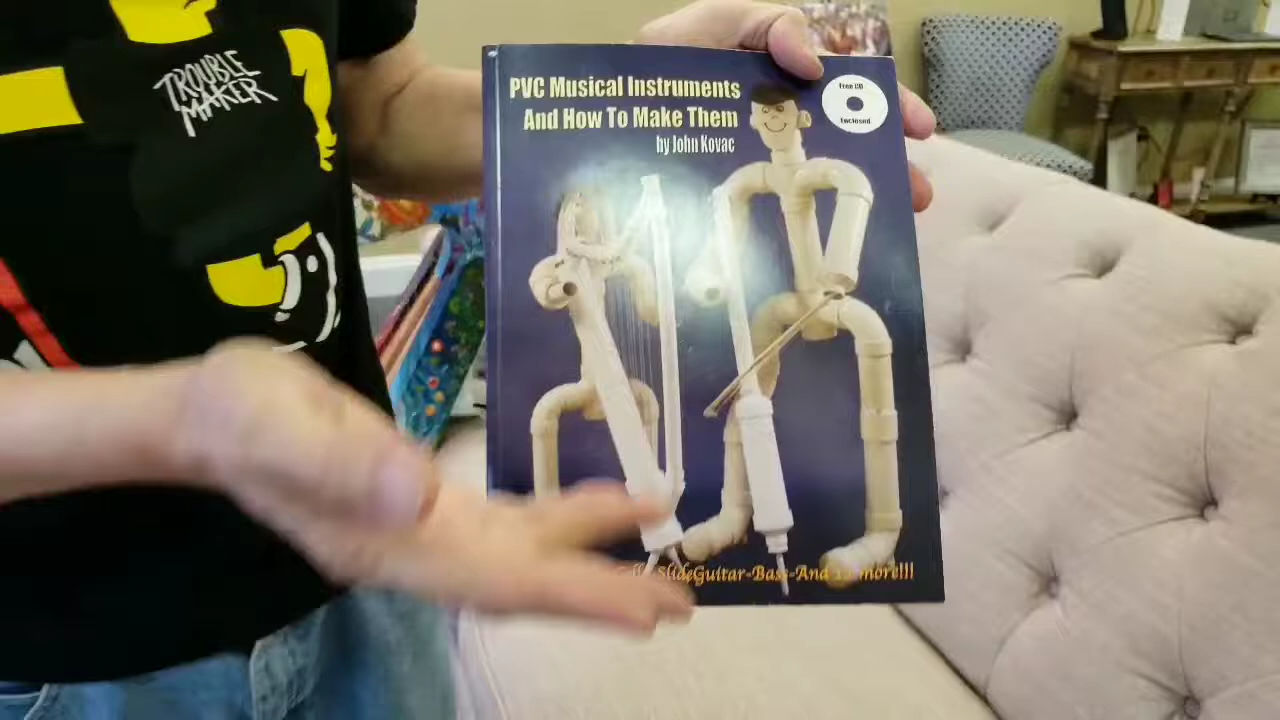 TROUBLE
MAKER
PVC Musical Instruments
And How To Make Them
by John Kovac
Free CD
Enclosed
SlideGuitar-Bass-And more!!!